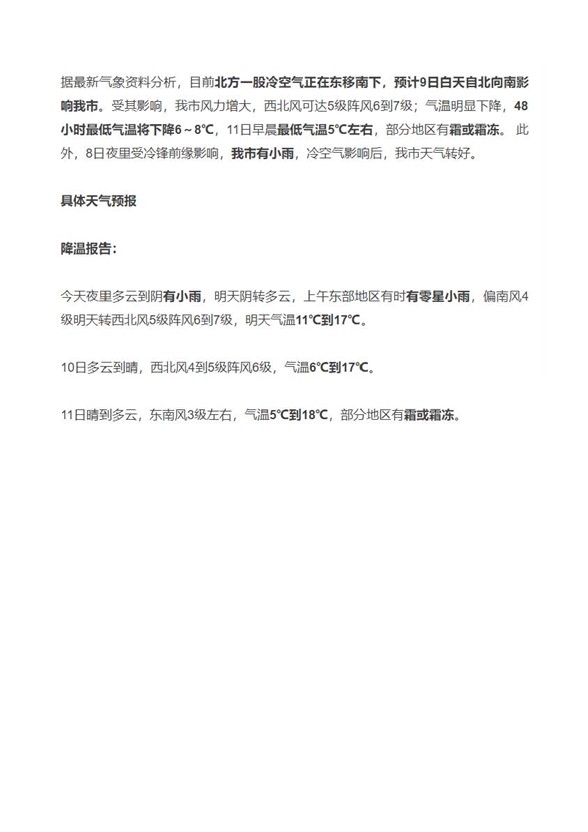 据最新气象资料分析，目前北方一股冷空气正在东移南下，预计9日白天自北向南影
响我市。受其影响，我市风力增大，西北风可达5级阵风6到7级；气温明显下降，48
小时最低气温将下降6～8℃，11日早晨最低气温5℃左右，部分地区有霜或霜冻。 此
外，8日夜里受冷锋前缘影响，我市有小雨，冷空气影响后，我市天气转好。
具体天气预报
降温报告：
今天夜里多云到阴有小雨，明天阴转多云，上午东部地区有时有零星小雨，偏南风4
级明天转西北风5级阵风6到7级，明天气温11℃到17℃。
10日多云到晴，西北风4到5级阵风6级，气温6℃到17℃。
11日晴到多云，东南风3级左右，气温5℃到18℃，部分地区有霜或霜冻。